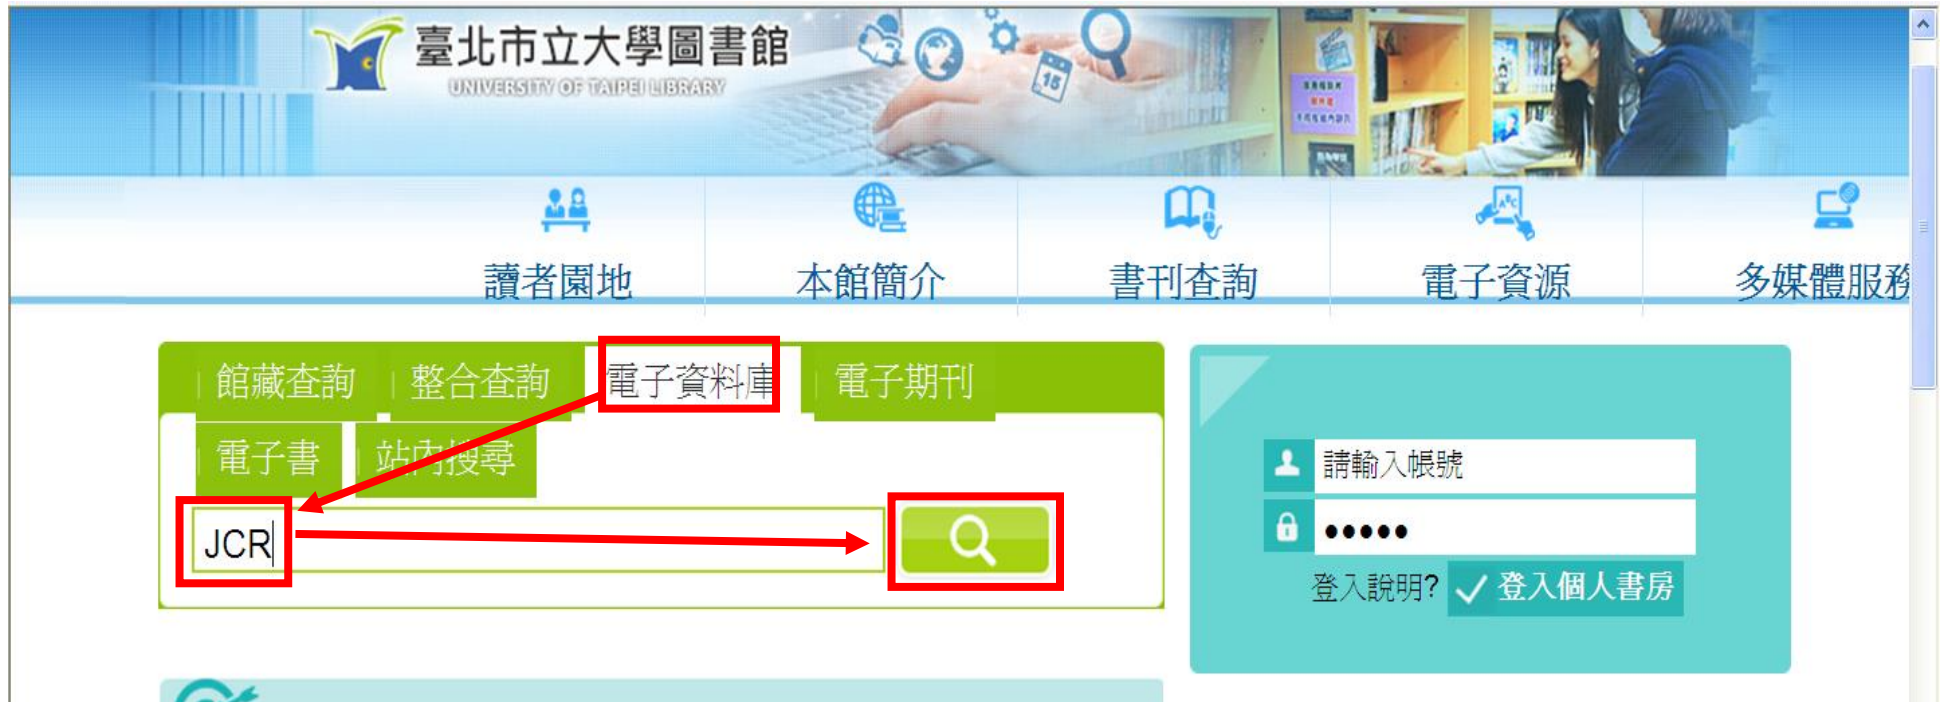 臺北市立大學圖書館
UNIVERSITY OF TAIPEI LIBRARY
15
ABC
讀者園地 本館簡介 書刊查詢 電子資源 多媒體服務
館藏查詢 整合查詢 電子資料庫 電子期刊
電子書 站內搜尋
JCR
請輸入帳號
●●●●●
登入說明? 登入個人書房